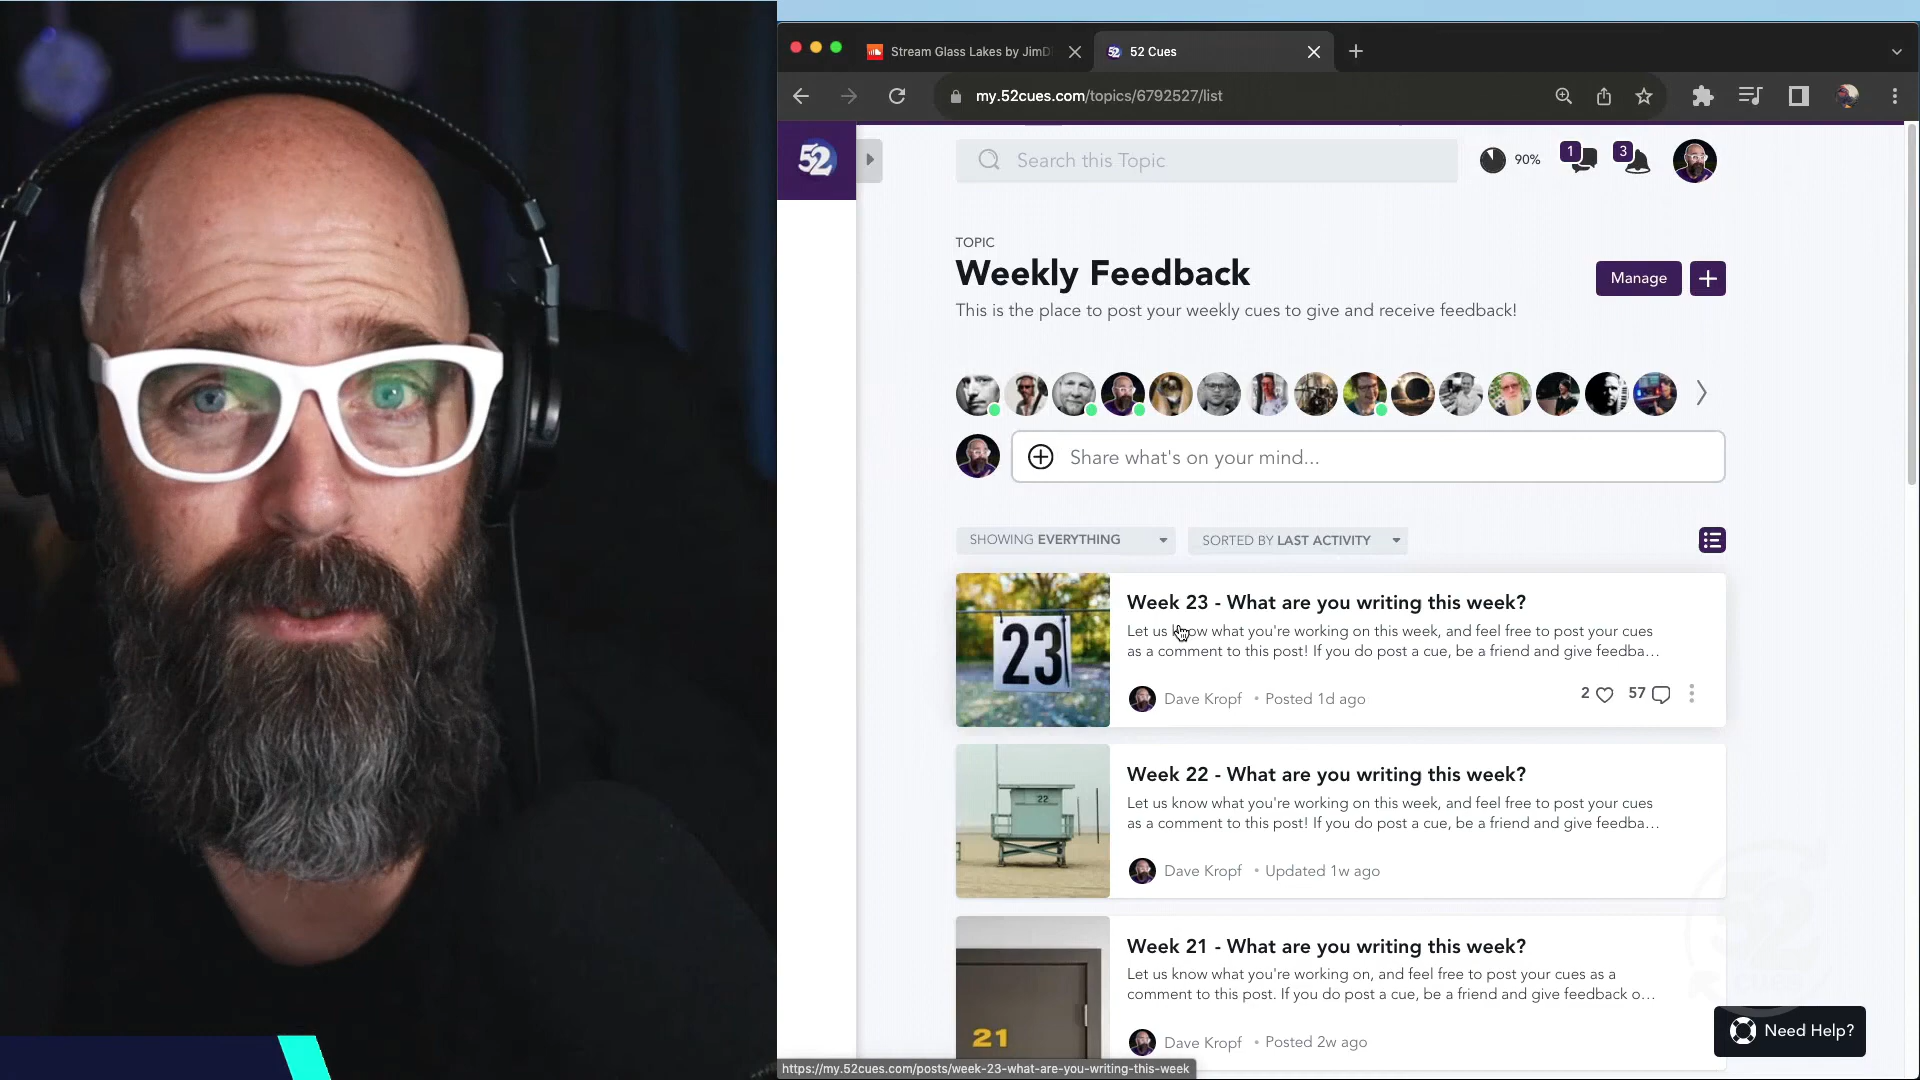 Stream Glass Lakes by JimD
52 Cues
my.52cues.com/topics/6792527/list
52
Search this Topic
90%
1
3
TOPIC
Weekly Feedback
Manage
This is the place to post your weekly cues to give and receive feedback!
Share what's on your mind...
SHOWING EVERYTHING
SORTED BY LAST ACTIVITY
23
Week 23 - What are you writing this week?
Let us know what you're working on this week, and feel free to post your cues
as a comment to this post! If you do post a cue, be a friend and give feedba...
Dave Kropf • Posted 1d ago
2
57
22
Week 22 - What are you writing this week?
Let us know what you're working on this week, and feel free to post your cues
as a comment to this post! If you do post a cue, be a friend and give feedba...
Dave Kropf • Updated 1w ago
21
Week 21 - What are you writing this week?
Let us know what you're working on, and feel free to post your cues as a
comment to this post. If you do post a cue, be a friend and give feedback o...
Dave Kropf • Posted 2w ago
52 CUES
Need Help?
https://my.52cues.com/posts/week-23-what-are-you-writing-this-week